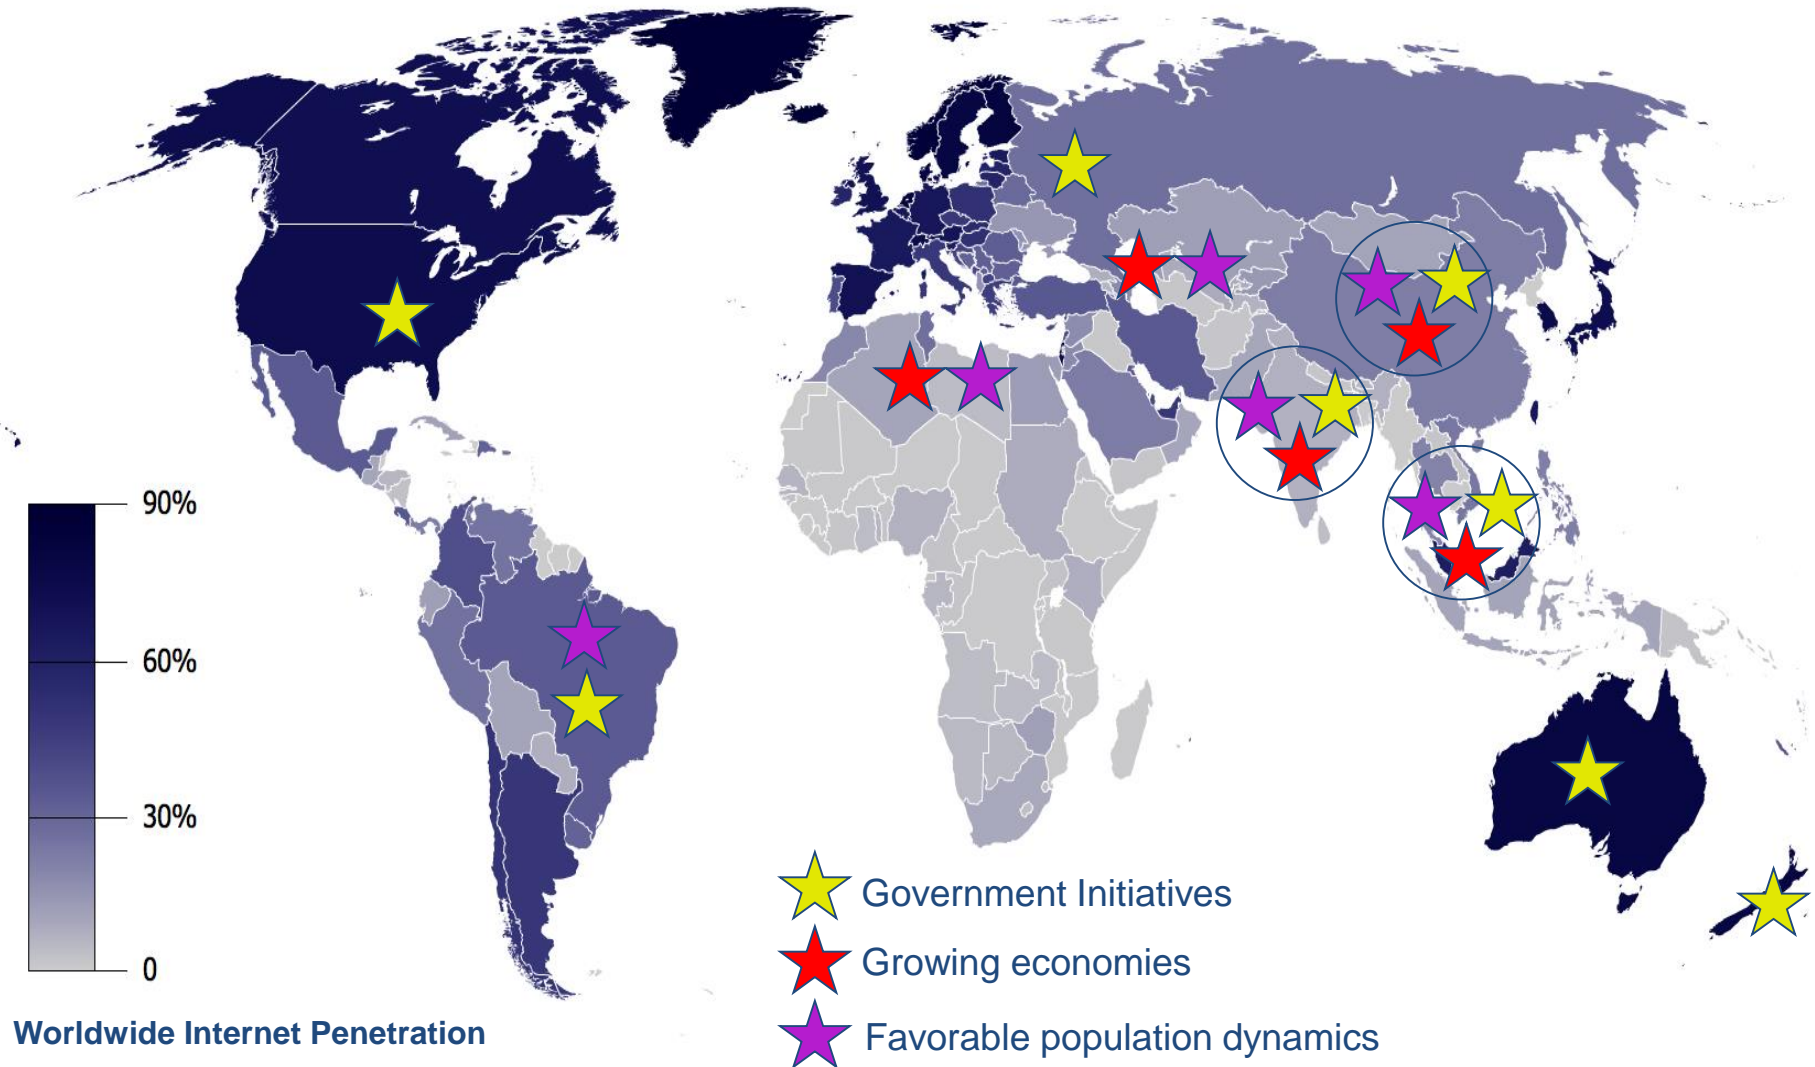 90%
60%
30%
0
Worldwide Internet Penetration
Government Initiatives
Growing economies
Favorable population dynamics